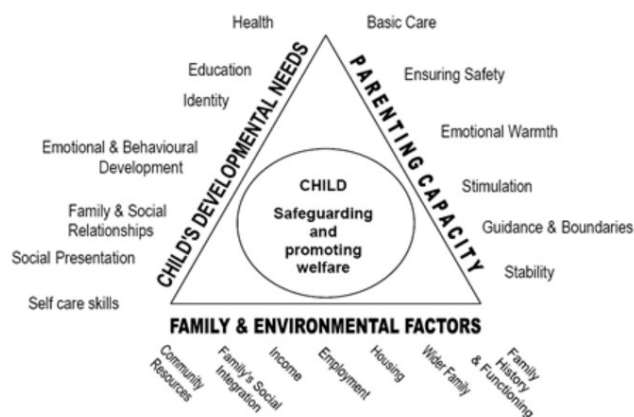 Health
Education
Identity
Emotional & Behavioural
Development
Family & Social
Relationships
Social Presentation
Self care skills
CHILD'S DEVELOPMENTAL NEEDS
Basic Care
Ensuring Safety
Emotional Warmth
Stimulation
Guidance & Boundaries
Stability
PARENTING CAPACITY
CHILD
Safeguarding
and
promoting
welfare
FAMILY & ENVIRONMENTAL FACTORS
Community
Resources
Family's Social
Integration
Income
Employment
Housing
Wider Family
Family
History
& Functioning